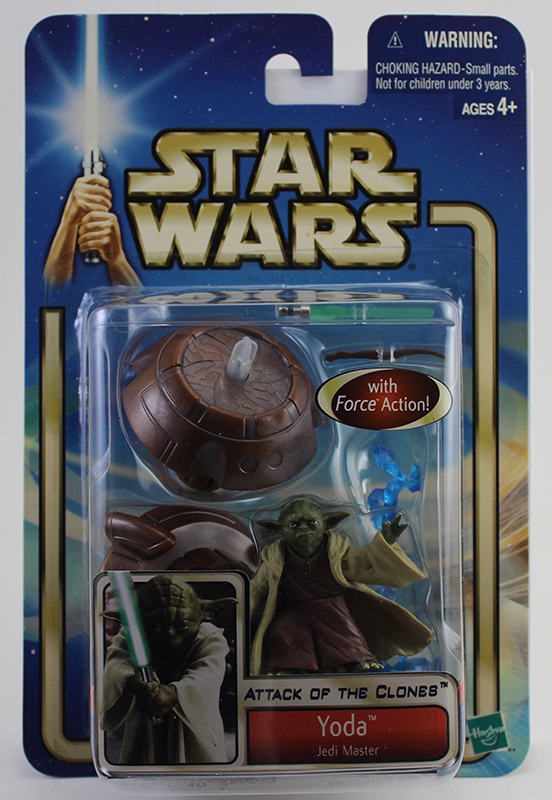 WARNING:
CHOKING HAZARD-Small parts.
Not for children under 3 years.
AGES 4+
STAR
WARS
with
Force™ Action!
ATTACK OF THE CLONES™
Yoda™
Jedi Master
Hasbro